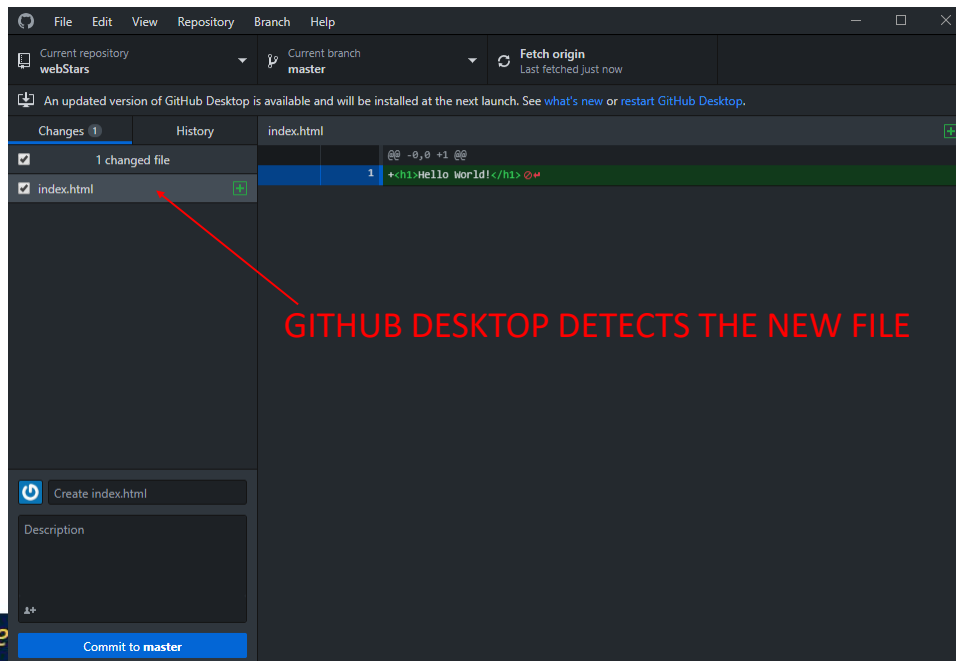 File Edit View Repository Branch Help
Current repository
webStars
Current branch
master
Fetch origin
Last fetched just now
An updated version of GitHub Desktop is available and will be installed at the next launch. See what's new or restart GitHub Desktop.
Changes 1
History
index.html
1 changed file
@@ -0,0 +1 @@
index.html
1 +<h1>Hello World!</h1>
GITHUB DESKTOP DETECTS THE NEW FILE
Create index.html
Description
Commit to master